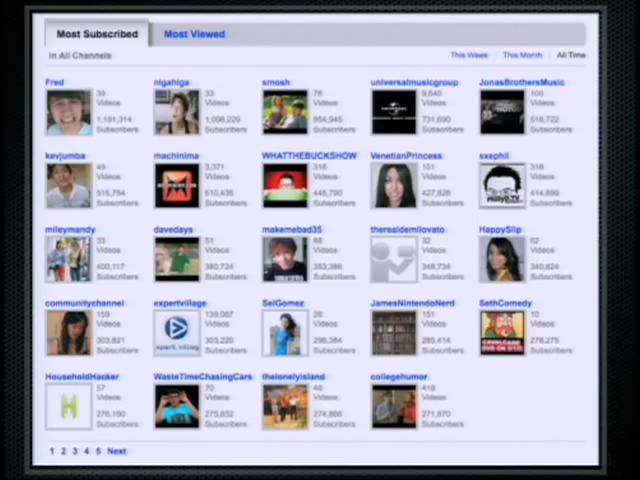 Most Subscribed Most Viewed
in All Channels This Week This Month All Time
Fred nigahiga smosh universalmusicgroup JonasBrothersMusic
39 33 76 9,540 100
Videos Videos Videos Videos Videos
1,181,314 1,098,229 854,945 731,690 518,722
Subscribers Subscribers Subscribers Subscribers Subscribers
kevjumba machinima WHATTHEBUCKSHOW VenetianPrincess sxephil
45 3,371 318 101 318
Videos Videos Videos Videos Videos
515,754 510,435 445,790 427,826 414,899
Subscribers Subscribers Subscribers Subscribers Subscribers
mileymandy davedays makemebad35 therealdemilovato HappySlip
33 51 88 32 62
Videos Videos Videos Videos Videos
400,117 380,724 353,386 348,734 340,824
Subscribers Subscribers Subscribers Subscribers Subscribers
communitychannel expertvillage SelGomez JamesNintendoNerd SethComedy
159 139,087 26 151 10
Videos Videos Videos Videos Videos
303,821 303,220 296,384 285,414 278,275
Subscribers Subscribers Subscribers Subscribers Subscribers
HouseholdHacker WasteTimeChasingCars thelonelyisland collegehumor
57 70 48 416
Videos Videos Videos Videos
276,160 275,852 274,866 271,870
Subscribers Subscribers Subscribers Subscribers
1 2 3 4 5 Next